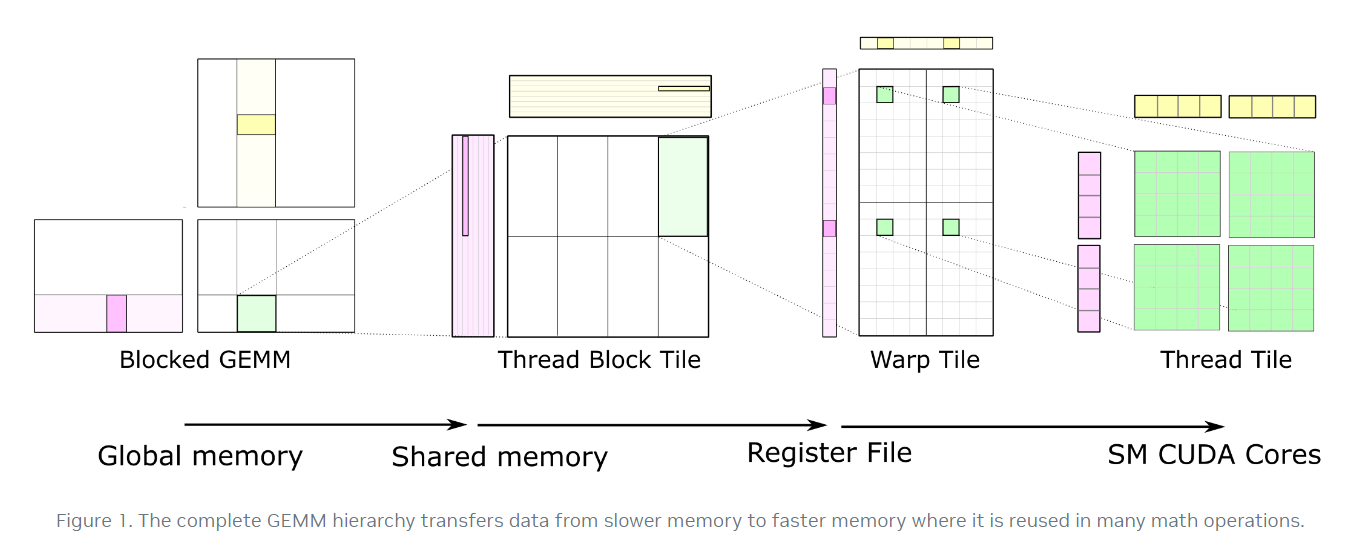 Blocked GEMM
Thread Block Tile
Warp Tile
Thread Tile
Global memory
Shared memory
Register File
SM CUDA Cores
Figure 1. The complete GEMM hierarchy transfers data from slower memory to faster memory where it is reused in many math operations.